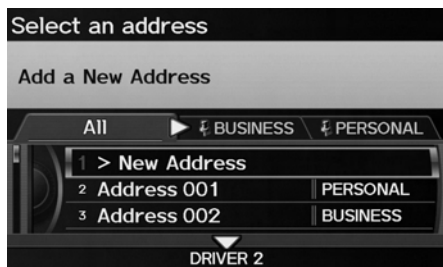 Select an address
Add a New Address
All BUSINESS PERSONAL
1 > New Address
2 Address 001 PERSONAL
3 Address 002 BUSINESS
DRIVER 2